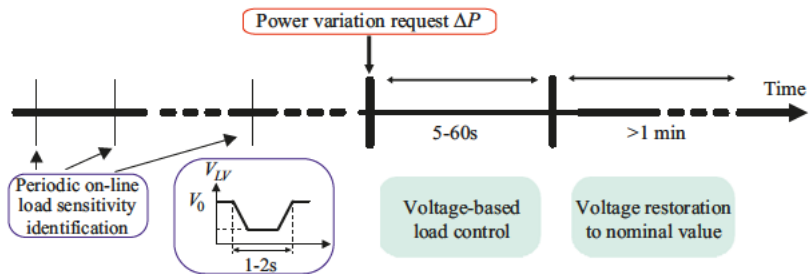 Power variation request ΔP
Time
5-60s
>1 min
Periodic on-line
load sensitivity
identification
V_LV
V_0
1-2s
Voltage-based
load control
Voltage restoration
to nominal value